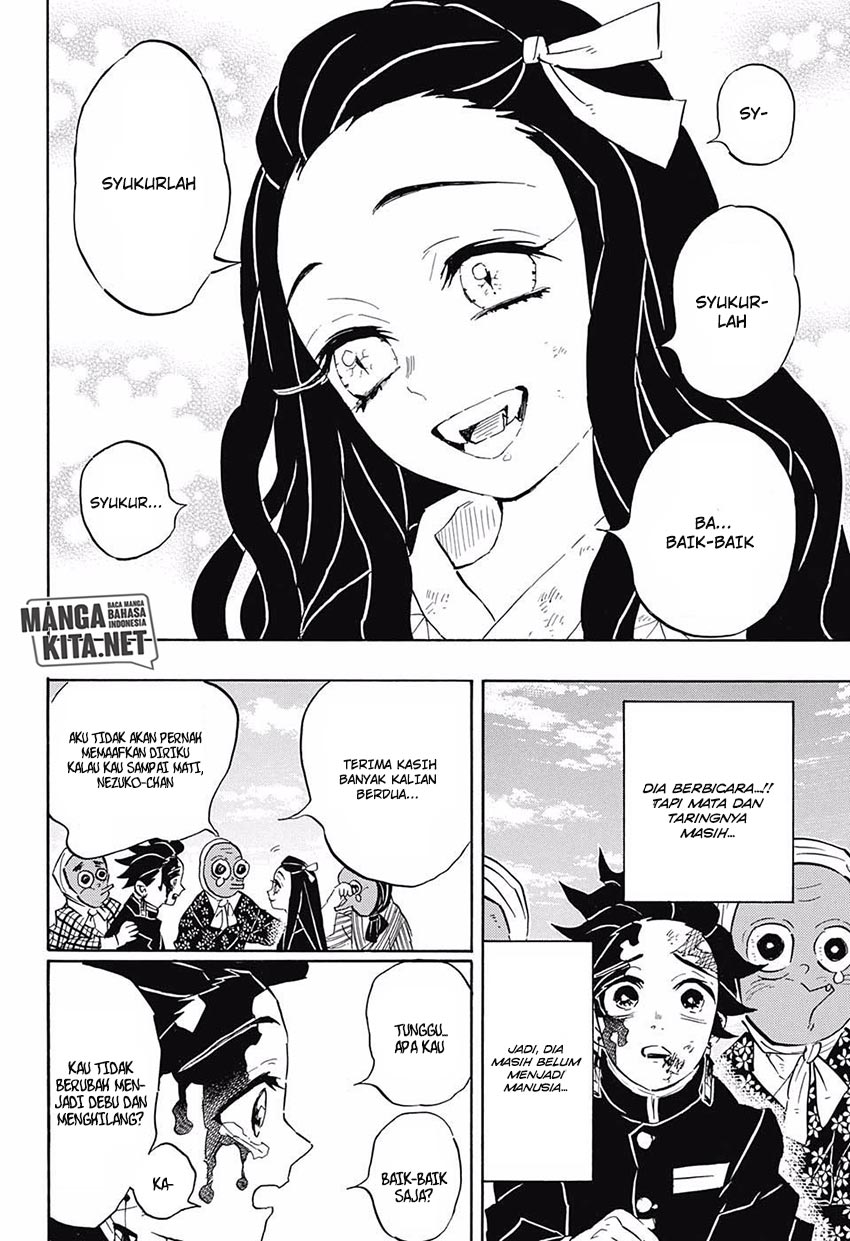 SY-
SYUKURLAH
SYUKUR-
LAH
BA...
BAIK-BAIK
SYUKUR...
MANGA
KITA.NET
BACA MANGA
BAHASA
INDONESIA
DIA BERBICARA...!!
TAPI MATA DAN
TARINGNYA
MASIH...
JADI, DIA
MASIH BELUM
MENJADI
MANUSIA...
TERIMA KASIH
BANYAK KALIAN
BERDUA...
AKU TIDAK AKAN PERNAH
MEMAAFKAN DIRIKU
KALAU KAU SAMPAI MATI,
NEZUKO-CHAN
TUNGGU...
APA KAU
BAIK-BAIK
SAJA?
KAU TIDAK
BERUBAH MEN-
JADI DEBU DAN
MENGHILANG?
KA-